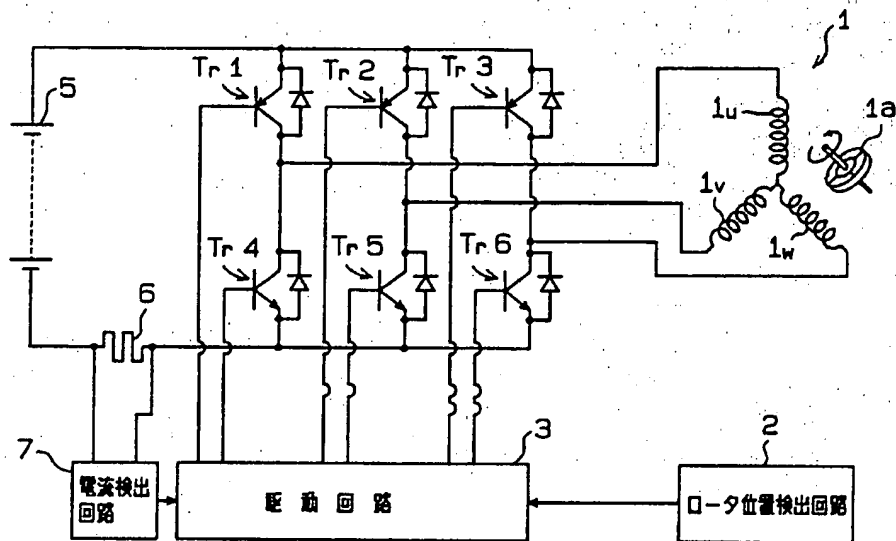 1
5
Tr 1
Tr 2
Tr 3
1u
1a
1v
1w
Tr 4
Tr 5
Tr 6
6
7
3
2
電流検出
回路
駆動回路
ロータ位置検出回路